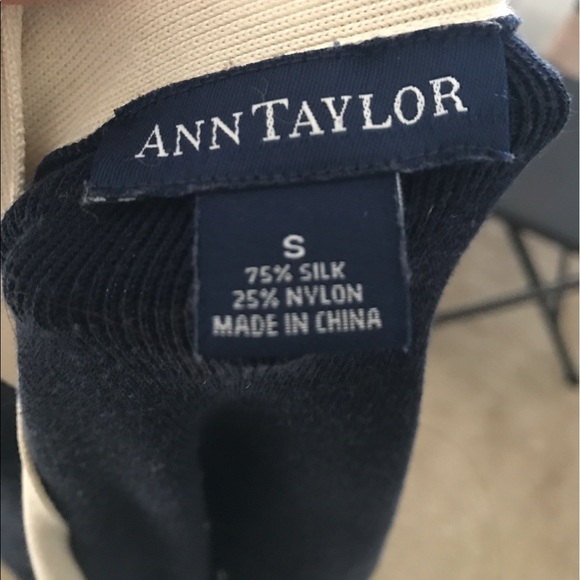 ANN TAYLOR
S
75% SILK
25% NYLON
MADE IN CHINA